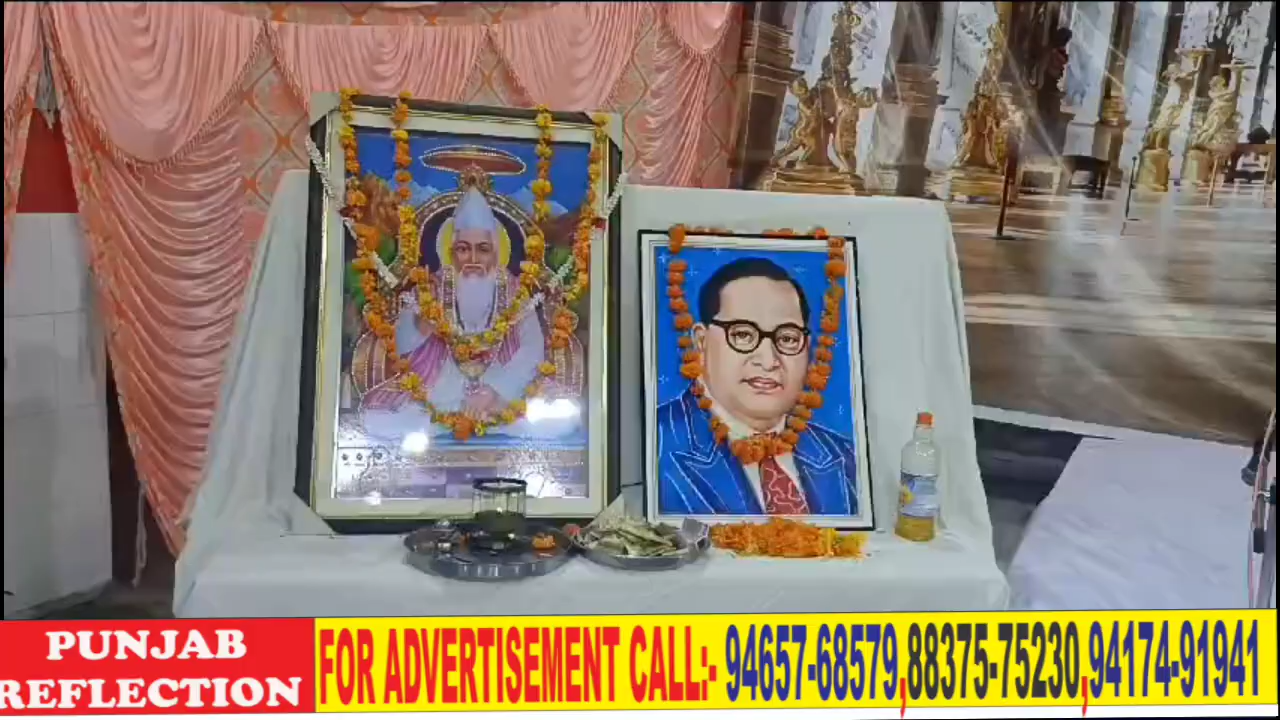 PUNJAB
REFLECTION
FOR ADVERTISEMENT CALL:- 94657-68579,88375-75230,94174-91941